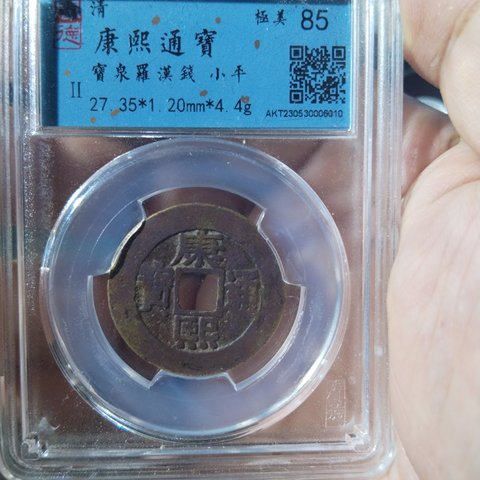 清
極美 85
康熙通寶
寶泉羅漢錢 小平
II
27.35*1.20mm*4.4g
AKT230530006010
康熙通寶